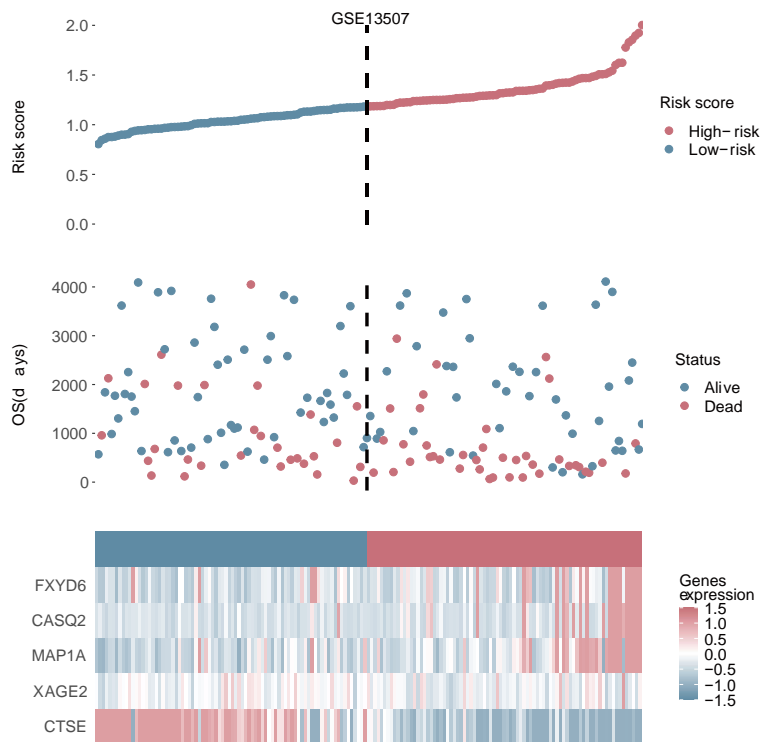 GSE13507
2.0
1.5
1.0
0.5
0.0
Risk score
Risk score
High-risk
Low-risk
4000
3000
2000
1000
0
OS(d ays)
Status
Alive
Dead
FXYD6
CASQ2
MAP1A
XAGE2
CTSE
Genes
expression
1.5
1.0
0.5
0.0
−0.5
−1.0
−1.5